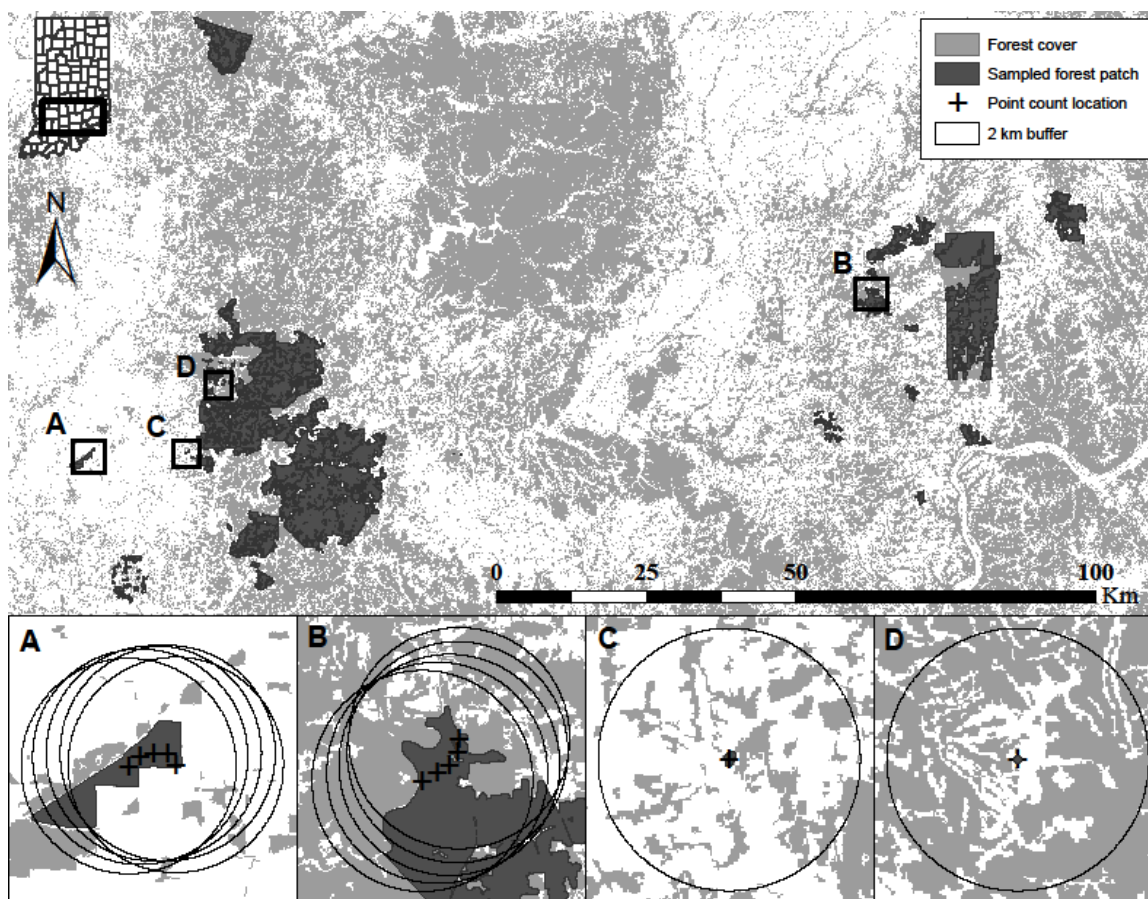 Forest cover
Sampled forest patch
Point count location
2 km buffer
N
B
D
A
C
0 25 50 100
Km
A
B
C
D